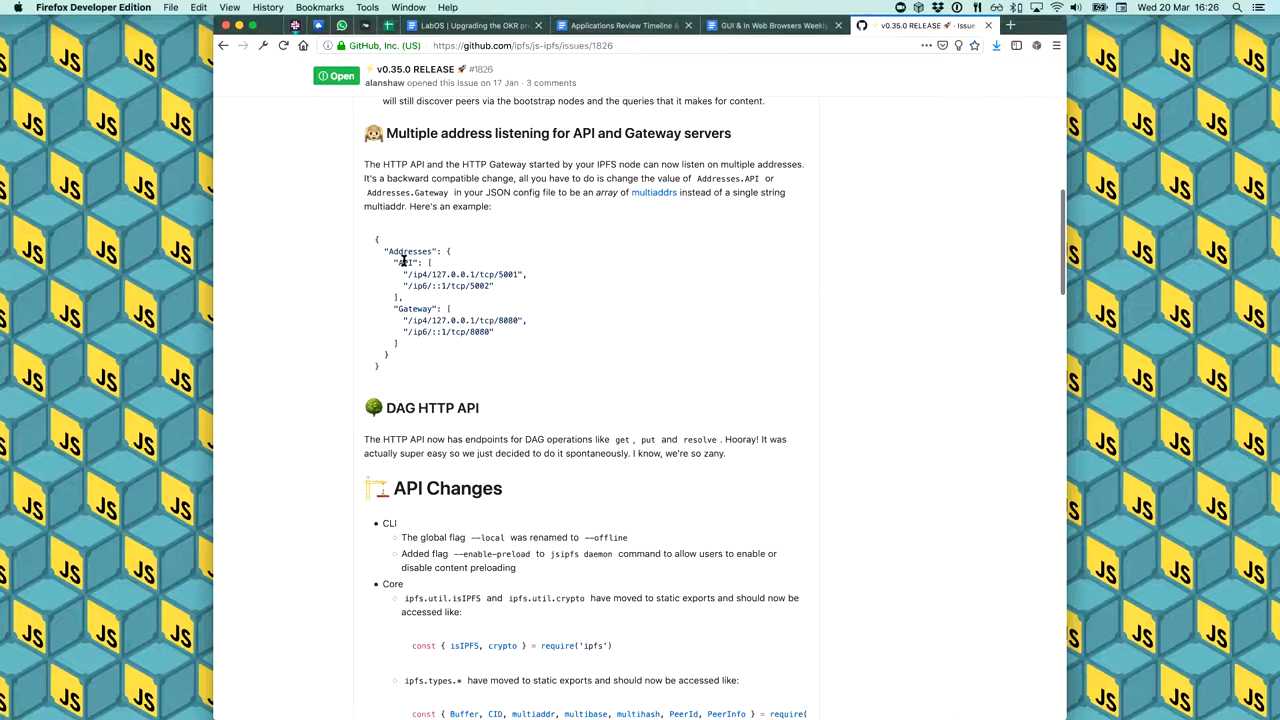 Firefox Developer Edition File Edit View History Bookmarks Tools Window Help Wed 20 Mar 16:26
LabOS | Upgrading the OKR pr Applications Review Timeline & GUI & In Web Browsers Weekly ⚡ v0.35.0 RELEASE 🚀 · Issue
GitHub, Inc. (US) https://github.com/ipfs/js-ipfs/issues/1826
Open
⚡ v0.35.0 RELEASE 🚀 #1826
alanshaw opened this Issue on 17 Jan · 3 comments
will still discover peers via the bootstrap nodes and the queries that it makes for content.
🙉 Multiple address listening for API and Gateway servers
The HTTP API and the HTTP Gateway started by your IPFS node can now listen on multiple addresses.
It's a backward compatible change, all you have to do is change the value of Addresses.API or
Addresses.Gateway in your JSON config file to be an array of multiaddrs instead of a single string
multiaddr. Here's an example:
{
"Addresses": {
"API": [
"/ip4/127.0.0.1/tcp/5001",
"/ip6/::1/tcp/5002"
],
"Gateway": [
"/ip4/127.0.0.1/tcp/8080",
"/ip6/::1/tcp/8080"
]
}
}
🌳 DAG HTTP API
The HTTP API now has endpoints for DAG operations like get, put and resolve. Hooray! It was
actually super easy so we just decided to do it spontaneously. I know, we're so zany.
🏗 API Changes
• CLI
○ The global flag --local was renamed to --offline
○ Added flag --enable-preload to jsipfs daemon command to allow users to enable or
disable content preloading
• Core
○ ipfs.util.isIPFS and ipfs.util.crypto have moved to static exports and should now be
accessed like:
const { isIPFS, crypto } = require('ipfs')
○ ipfs.types.* have moved to static exports and should now be accessed like:
const { Buffer, CID, multiaddr, multibase, multihash, PeerId, PeerInfo } = require(